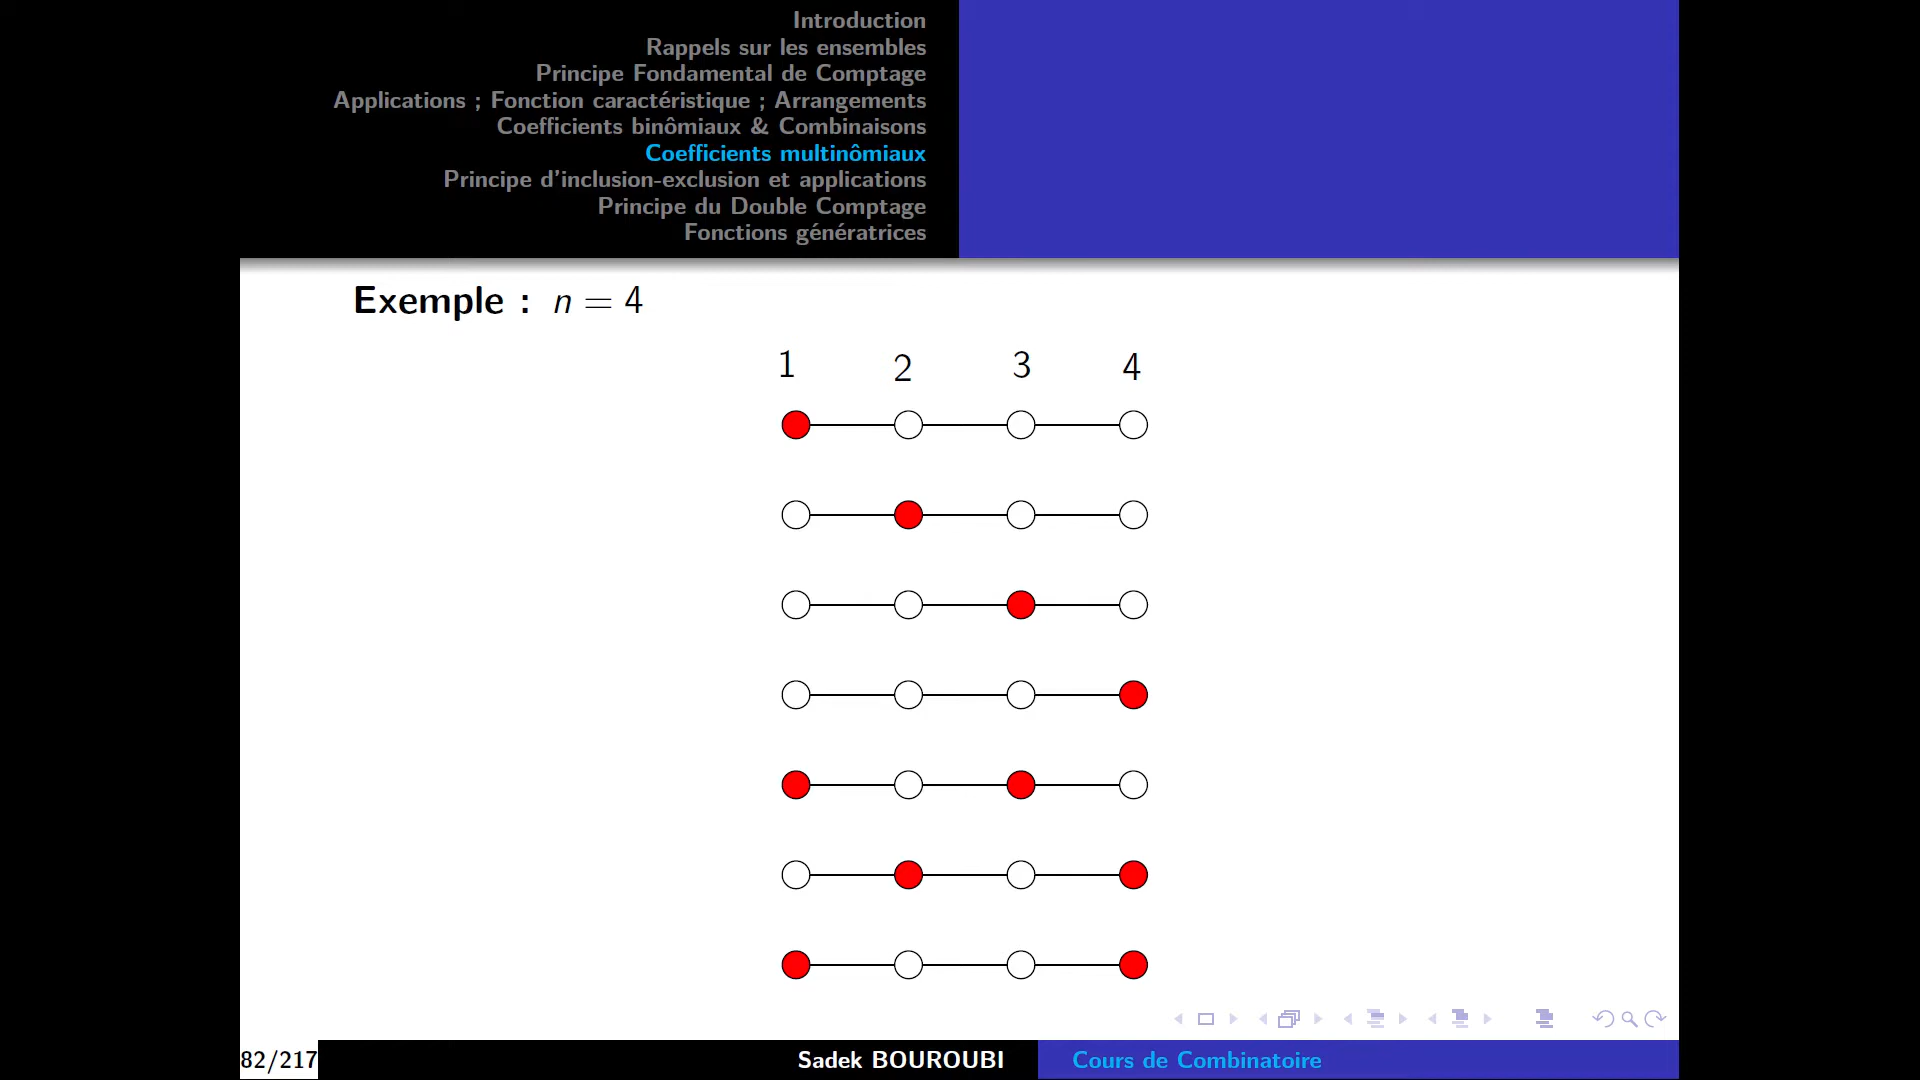 Introduction
Rappels sur les ensembles
Principe Fondamental de Comptage
Applications ; Fonction caractéristique ; Arrangements
Coefficients binômiaux & Combinaisons
Coefficients multinômiaux
Principe d'inclusion-exclusion et applications
Principe du Double Comptage
Fonctions génératrices
Exemple : n = 4
1 2 3 4
82/217 Sadek BOUROUBI Cours de Combinatoire